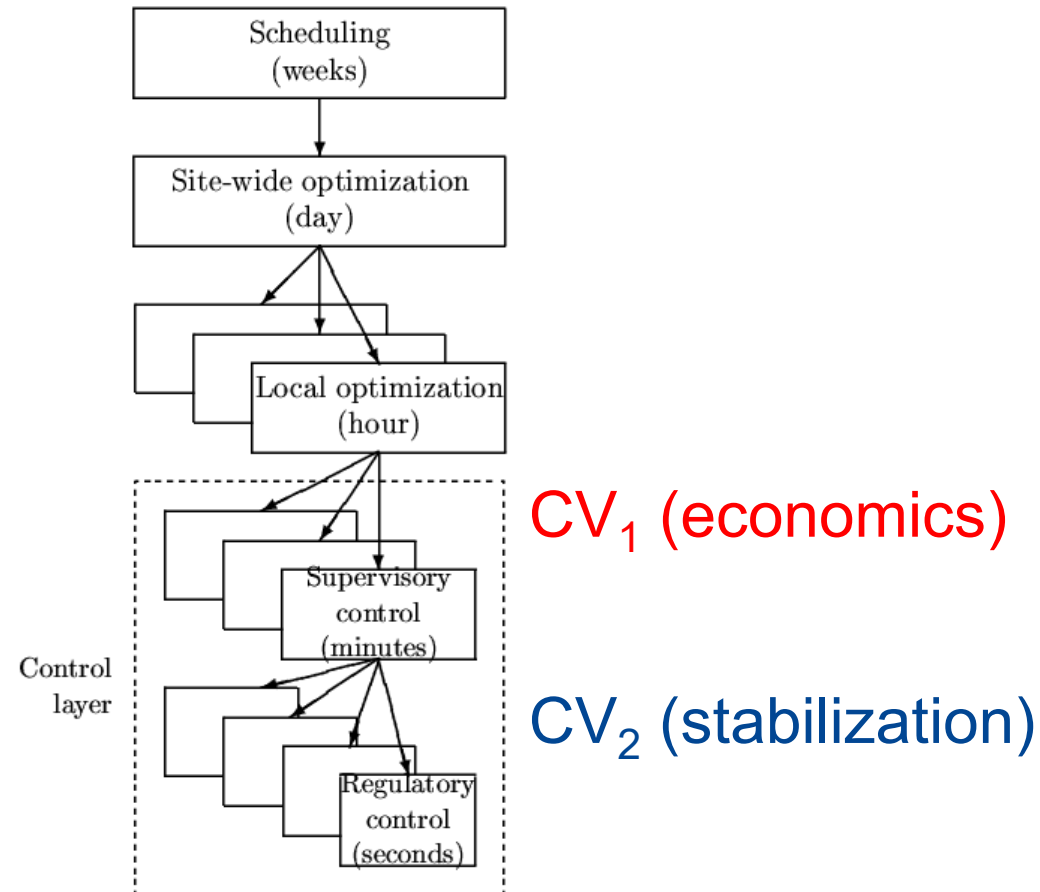 Scheduling
(weeks)
Site-wide optimization
(day)
Local optimization
(hour)
CV₁ (economics)
Supervisory
control
(minutes)
Control
layer
CV₂ (stabilization)
Regulatory
control
(seconds)